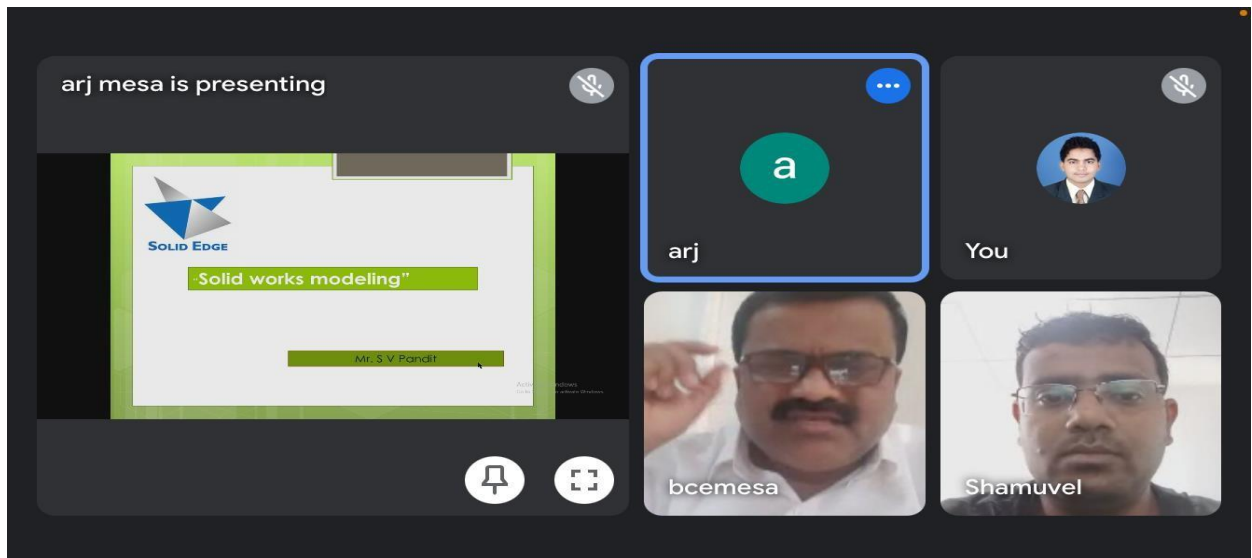 arj mesa is presenting
SOLID EDGE
“Solid works modeling”
Mr. S V Pandit
a
arj
You
bcemesa
Shamuvel